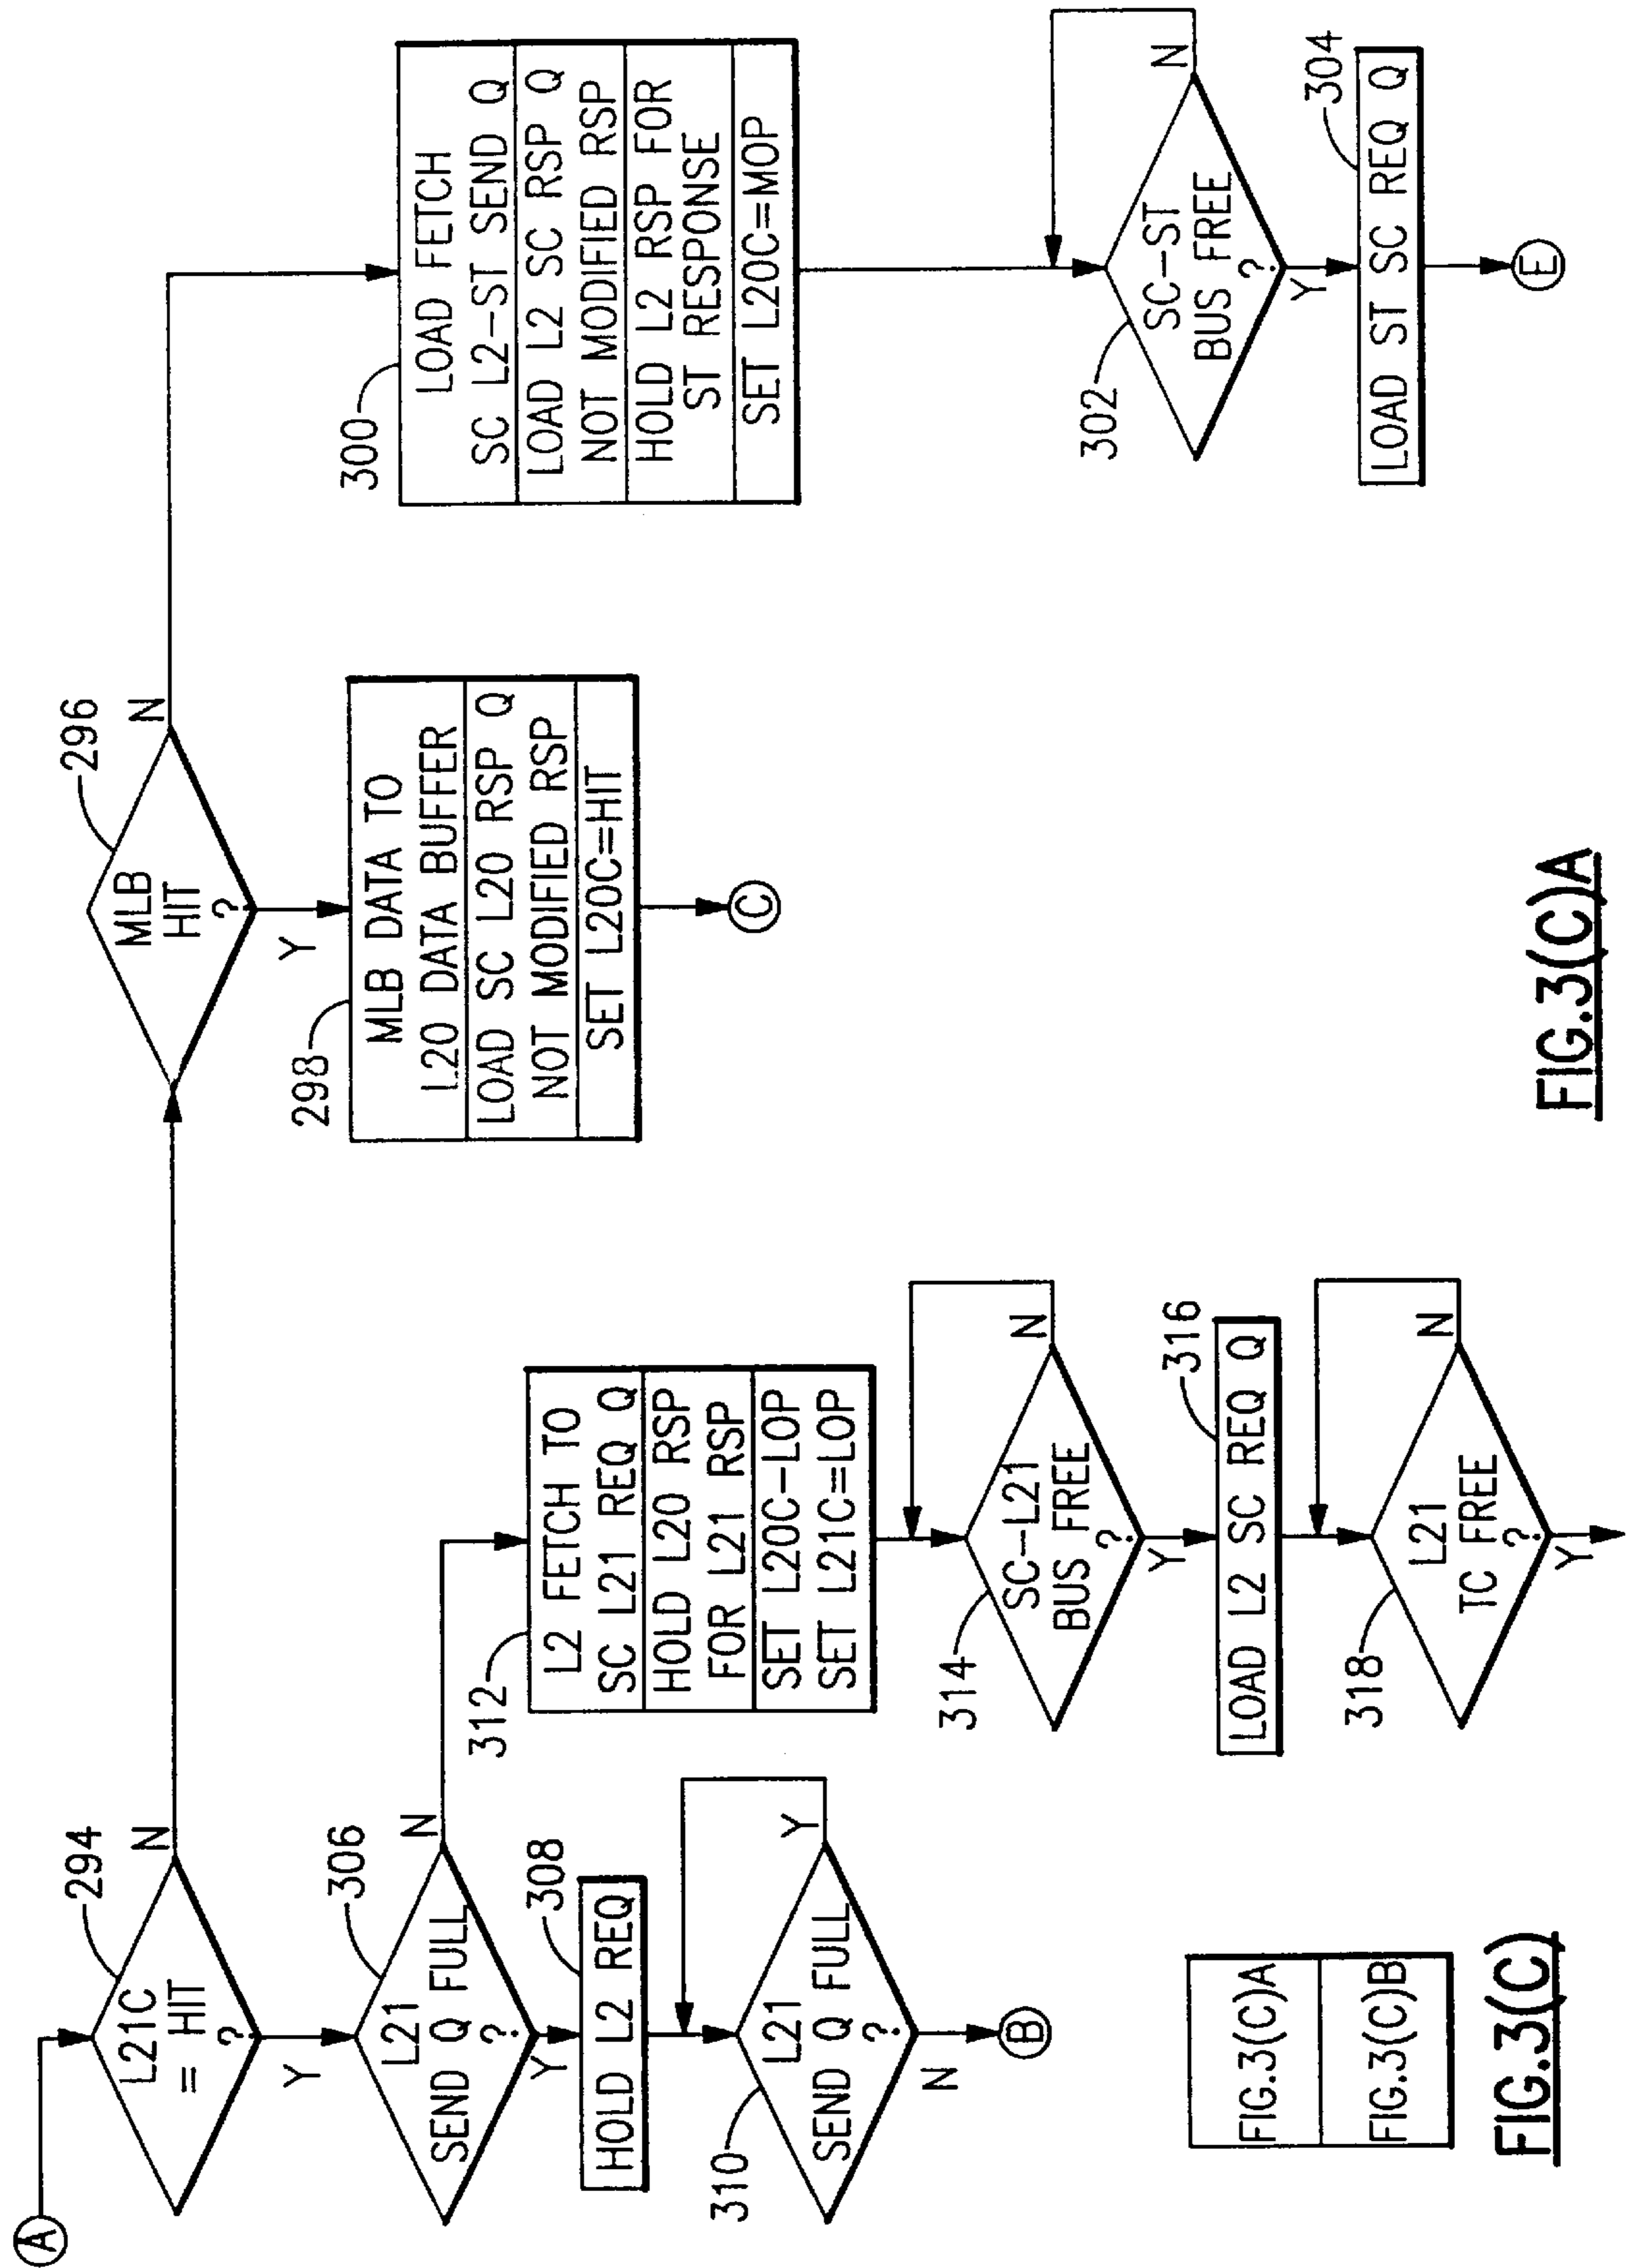 A
L21C
= HIT
?
294
N
Y
MLB
HIT
?
296
N
Y
298
MLB DATA TO
L20 DATA BUFFER
LOAD SC L20 RSP Q
NOT MODIFIED RSP
SET L20C=HIT
C
300
LOAD FETCH
SC L2-ST SEND Q
LOAD L2 SC RSP Q
NOT MODIFIED RSP
HOLD L2 RSP FOR
ST RESPONSE
SET L20C=MOP
302
SC-ST
BUS FREE
?
N
Y
304
LOAD ST SC REQ Q
E
306
L21
SEND Q FULL
?
N
Y
308
HOLD L2 REQ
310
L21
SEND Q FULL
?
Y
N
B
312
L2 FETCH TO
SC L21 REQ Q
HOLD L20 RSP
FOR L21 RSP
SET L20C-LOP
SET L21C=LOP
314
SC-L21
BUS FREE
?
N
Y
316
LOAD L2 SC REQ Q
318
L21
TC FREE
?
N
Y
FIG.3(C)A
FIG.3(C)B
FIG.3(C)
FIG.3(C)A